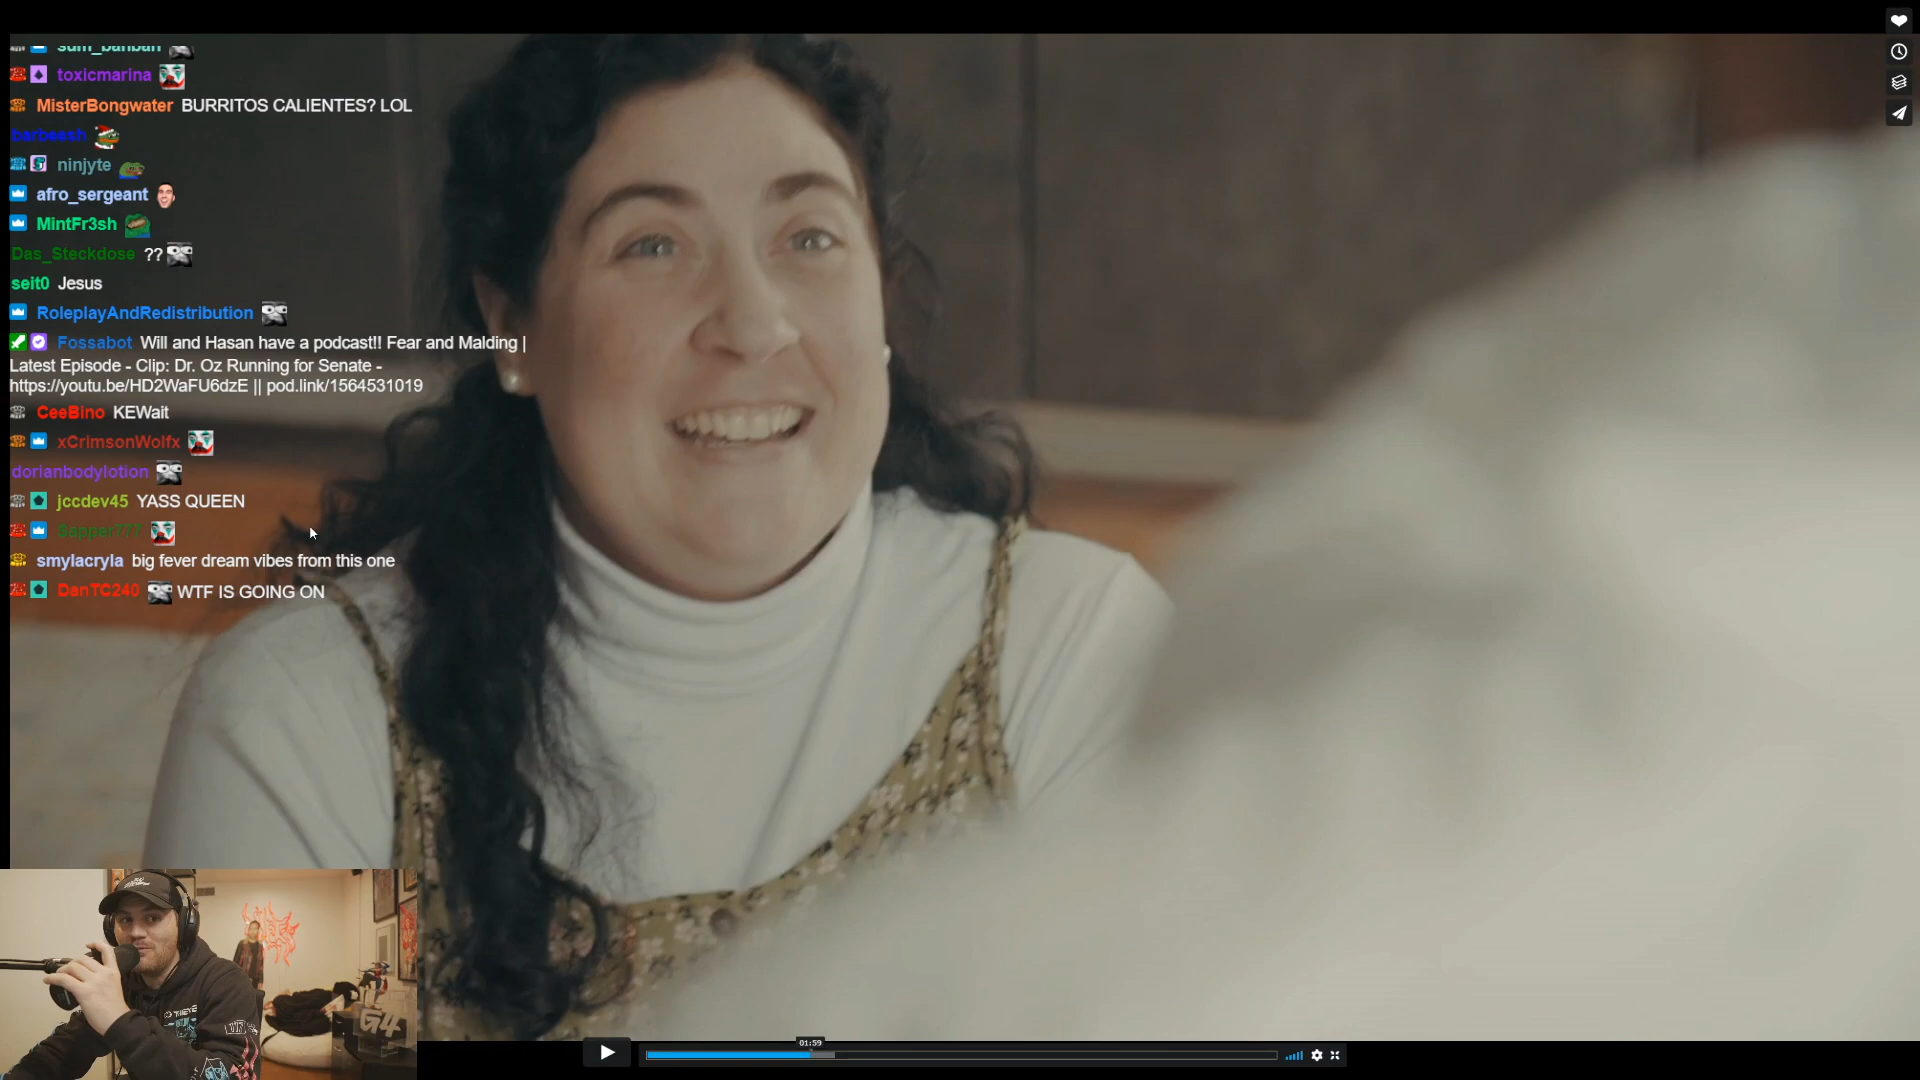 sum_banban
toxicmarina
MisterBongwater BURRITOS CALIENTES? LOL
barbeesh
ninjyte
afro_sergeant
MintFr3sh
Das_Steckdose ??
seit0 Jesus
RoleplayAndRedistribution
Fossabot Will and Hasan have a podcast!! Fear and Malding |
Latest Episode - Clip: Dr. Oz Running for Senate -
https://youtu.be/HD2WaFU6dzE || pod.link/1564531019
CeeBino KEWait
xCrimsonWolfx
dorianbodylotion
jccdev45 YASS QUEEN
Sapper777
smylacryla big fever dream vibes from this one
DanTC240 WTF IS GOING ON
G4
01:59